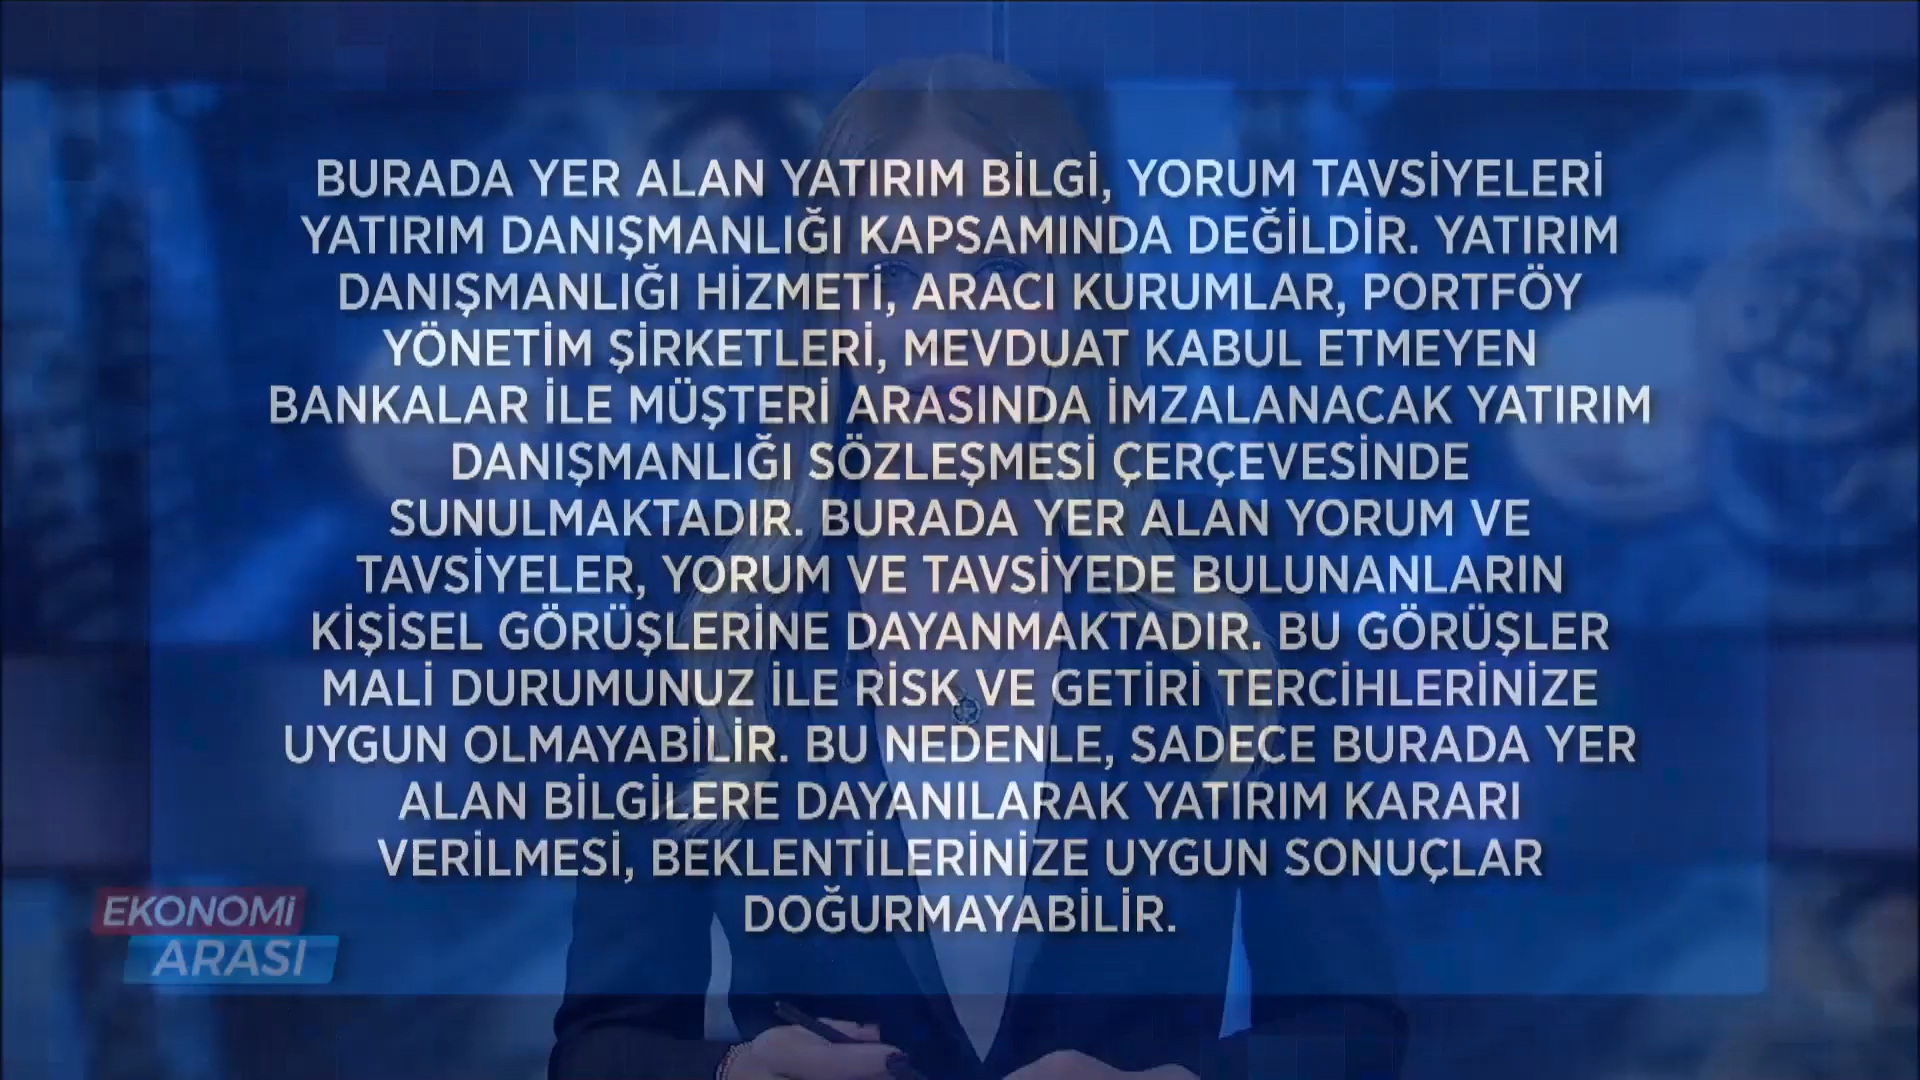 BURADA YER ALAN YATIRIM BİLGİ, YORUM TAVSİYELERİ
YATIRIM DANIŞMANLIĞI KAPSAMINDA DEĞİLDİR. YATIRIM
DANIŞMANLIĞI HİZMETİ, ARACI KURUMLAR, PORTFÖY
YÖNETİM ŞİRKETLERİ, MEVDUAT KABUL ETMEYEN
BANKALAR İLE MÜŞTERİ ARASINDA İMZALANACAK YATIRIM
DANIŞMANLIĞI SÖZLEŞMESİ ÇERÇEVESİNDE
SUNULMAKTADIR. BURADA YER ALAN YORUM VE
TAVSİYELER, YORUM VE TAVSİYEDE BULUNANLARIN
KİŞİSEL GÖRÜŞLERİNE DAYANMAKTADIR. BU GÖRÜŞLER
MALİ DURUMUNUZ İLE RİSK VE GETİRİ TERCİHLERİNİZE
UYGUN OLMAYABİLİR. BU NEDENLE, SADECE BURADA YER
ALAN BİLGİLERE DAYANILARAK YATIRIM KARARI
VERİLMESİ, BEKLENTİLERİNİZE UYGUN SONUÇLAR
DOĞURMAYABİLİR.
EKONOMİ
ARASI